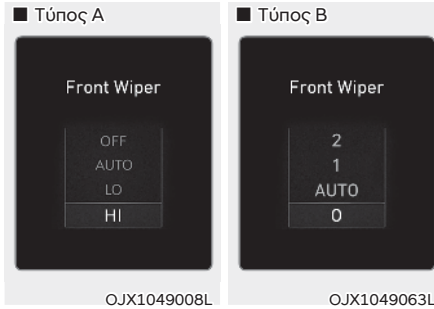 ■ Τύπος A
Front Wiper
OFF
AUTO
LO
HI
OJX1049008L
■ Τύπος B
Front Wiper
2
1
AUTO
0
OJX1049063L